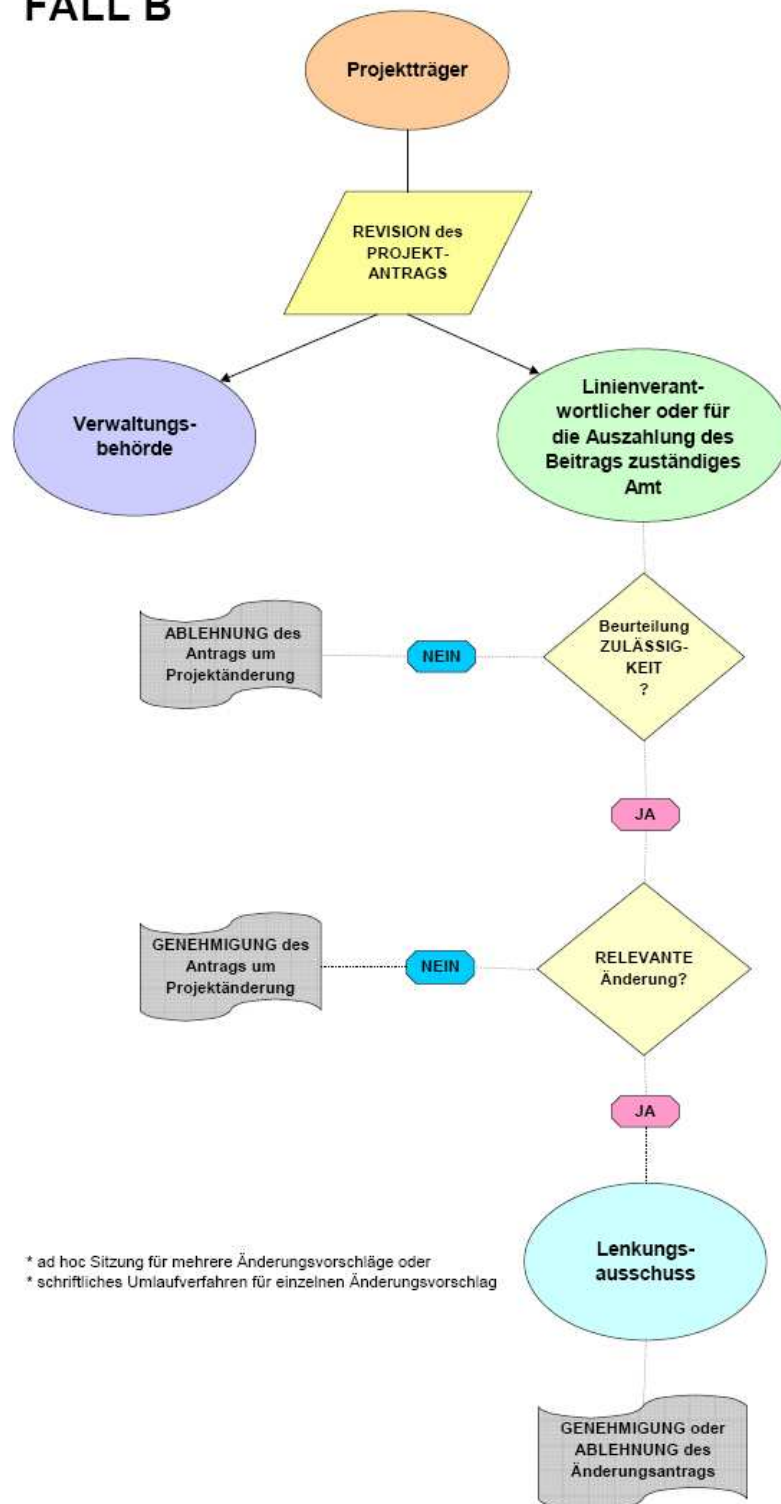 FALL B
Projektträger
REVISION des
PROJEKT-
ANTRAGS
Verwaltungs-
behörde
Linienverant-
wortlicher oder für
die Auszahlung des
Beitrags zuständiges
Amt
ABLEHNUNG des
Antrags um
Projektänderung
NEIN
Beurteilung
ZULÄSSIG-
KEIT
?
JA
GENEHMIGUNG des
Antrags um
Projektänderung
NEIN
RELEVANTE
Änderung?
JA
Lenkungs-
ausschuss
* ad hoc Sitzung für mehrere Änderungsvorschläge oder
* schriftliches Umlaufverfahren für einzelnen Änderungsvorschlag
GENEHMIGUNG oder
ABLEHNUNG des
Änderungsantrags